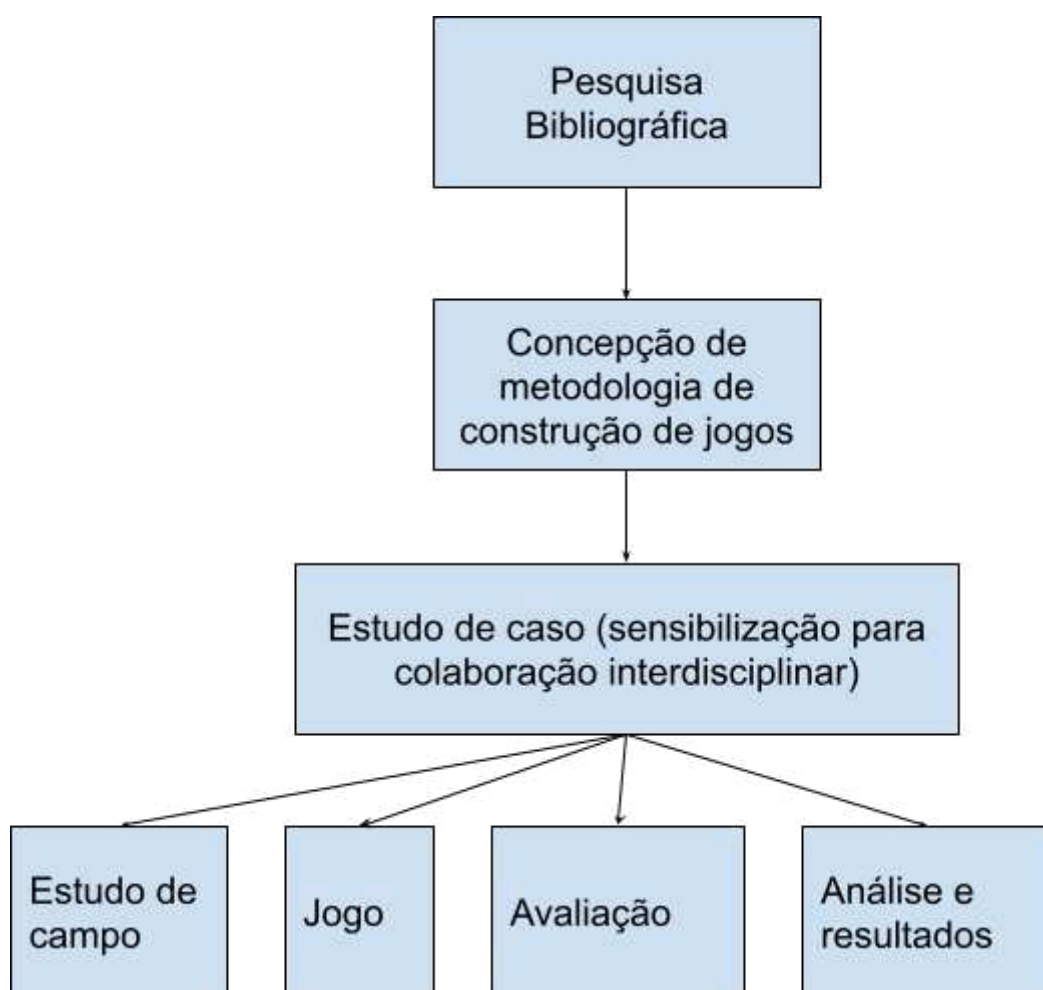 Pesquisa
Bibliográfica
Concepção de
metodologia de
construção de jogos
Estudo de caso (sensibilização para
colaboração interdisciplinar)
Estudo de
campo
Jogo
Avaliação
Análise e
resultados